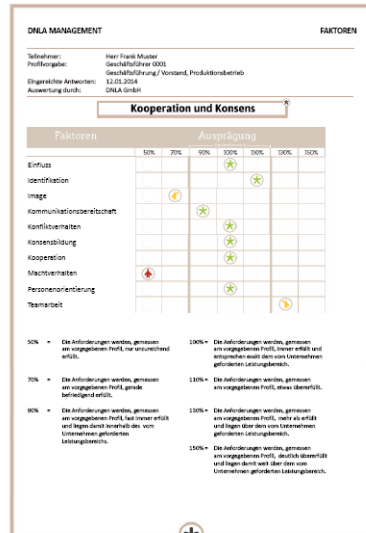 DNLA MANAGEMENT FAKTOREN
Teilnehmer: Herr Frank Muster
Profilvorgabe: Geschäftsführer 0001
Geschäftsführung / Vorstand, Produktionsbetrieb
Eingereichte Antworten: 12.01.2014
Auswertung durch: DNLA GmbH
Kooperation und Konsens
Faktoren Ausprägung
50% 70% 90% 100% 110% 130% 150%
Einfluss
Identifikation
Image
Kommunikationsbereitschaft
Konfliktverhalten
Konsensbildung
Kooperation
Machtverhalten
Personenorientierung
Teamarbeit
50% = Die Anforderungen werden, gemessen
am vorgegebenen Profil, nur unzureichend
erfüllt.
70% = Die Anforderungen werden, gemessen
am vorgegebenen Profil, gerade
befriedigend erfüllt.
90% = Die Anforderungen werden, gemessen
am vorgegebenen Profil, fast immer erfüllt
und liegen damit innerhalb des vom
Unternehmen geforderten
Leistungsbereichs.
100% = Die Anforderungen werden, gemessen
am vorgegebenen Profil, immer erfüllt und
entsprechen exakt dem vom Unternehmen
geforderten Leistungsbereich.
110% = Die Anforderungen werden, gemessen
am vorgegebenen Profil, etwas übererfüllt.
130% = Die Anforderungen werden, gemessen
am vorgegebenen Profil, mehr als erfüllt
und liegen über dem vom Unternehmen
geforderten Leistungsbereich.
150% = Die Anforderungen werden, gemessen
am vorgegebenen Profil, deutlich übererfüllt
und liegen damit weit über dem vom
Unternehmen geforderten Leistungsbereich.